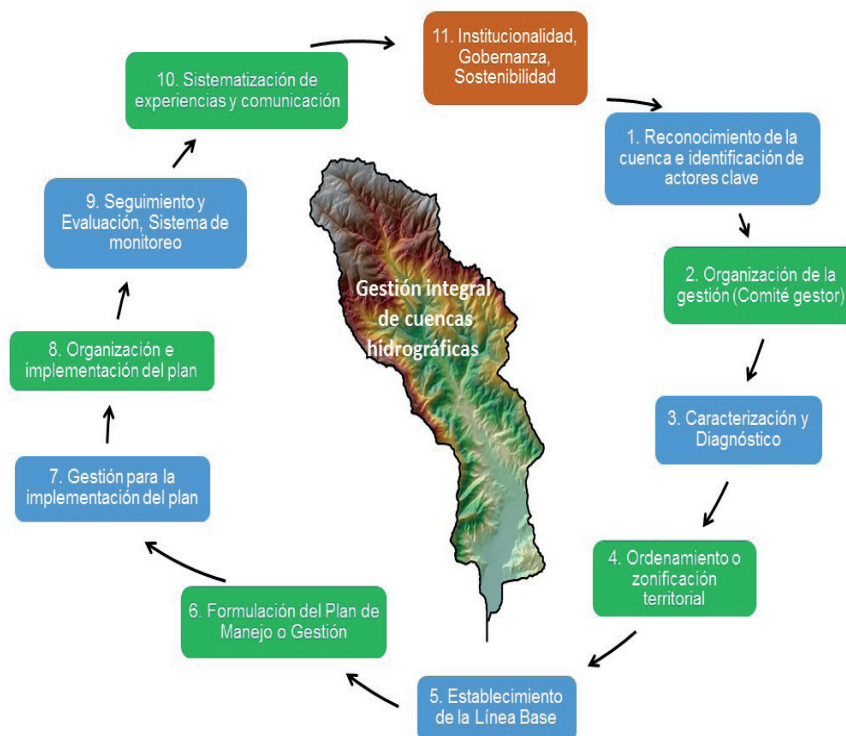 11. Institucionalidad,
Gobernanza,
Sostenibilidad
1. Reconocimiento de la
cuenca e identificación de
actores clave
2. Organización de la
gestión (Comité gestor)
3. Caracterización y
Diagnóstico
4. Ordenamiento o
zonificación
territorial
5. Establecimiento
de la Línea Base
6. Formulación del Plan de
Manejo o Gestión
7. Gestión para la
implementación del plan
8. Organización e
implementación del plan
9. Seguimiento y
Evaluación, Sistema de
monitoreo
10. Sistematización de
experiencias y comunicación
Gestión integral
de cuencas
hidrográficas